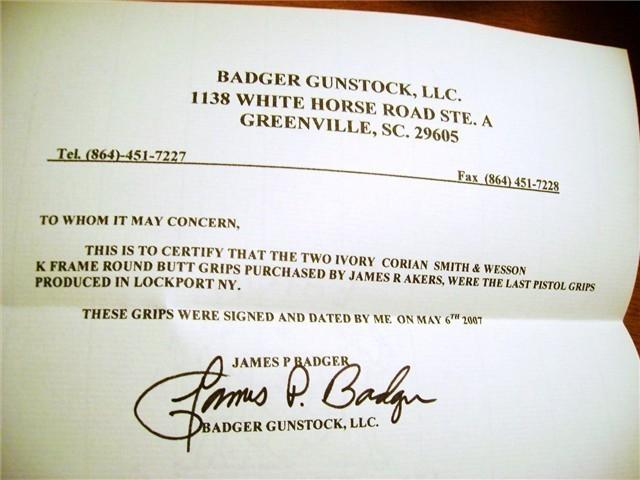 BADGER GUNSTOCK, LLC.
1138 WHITE HORSE ROAD STE. A
GREENVILLE, SC. 29605
Tel. (864)-451-7227
Fax (864) 451-7228
TO WHOM IT MAY CONCERN,
THIS IS TO CERTIFY THAT THE TWO IVORY CORIAN SMITH & WESSON
K FRAME ROUND BUTT GRIPS PURCHASED BY JAMES R AKERS, WERE THE LAST PISTOL GRIPS
PRODUCED IN LOCKPORT NY.
THESE GRIPS WERE SIGNED AND DATED BY ME ON MAY 6TH 2007
JAMES P BADGER
James P. Badger
BADGER GUNSTOCK, LLC.